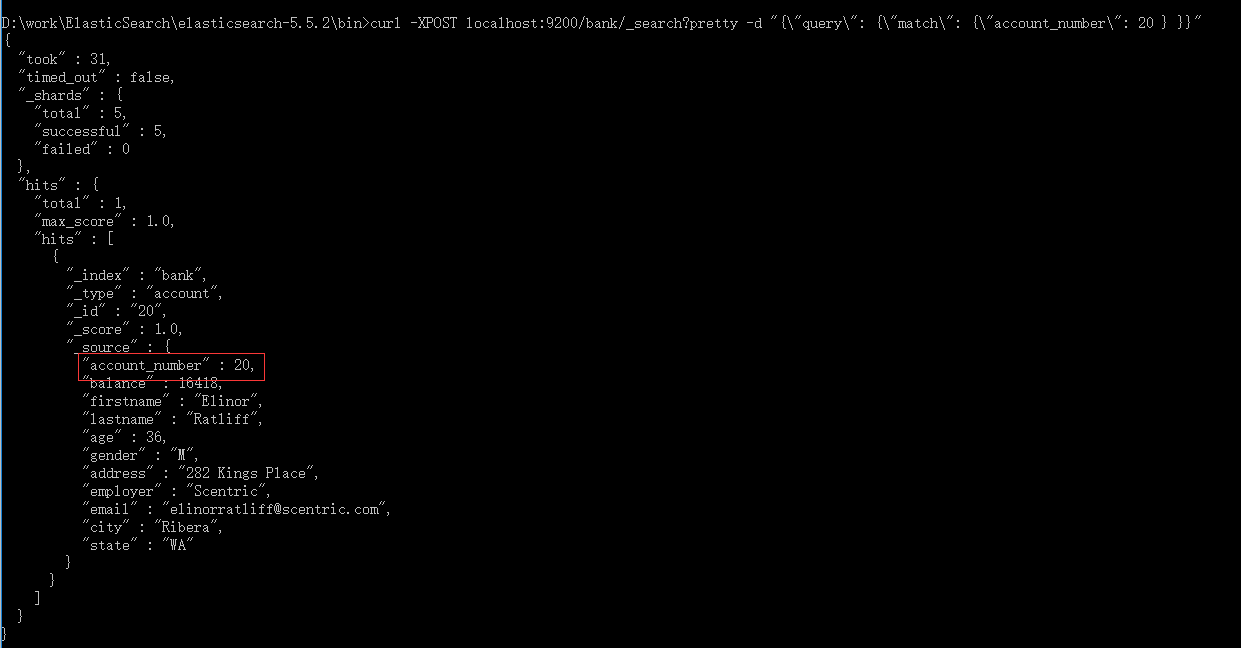 D:\work\ElasticSearch\elasticsearch-5.5.2\bin>curl -XPOST localhost:9200/bank/_search?pretty -d "{\"query\": {\"match\": {\"account_number\": 20 } }}"
{
  "took" : 31,
  "timed_out" : false,
  "_shards" : {
    "total" : 5,
    "successful" : 5,
    "failed" : 0
  },
  "hits" : {
    "total" : 1,
    "max_score" : 1.0,
    "hits" : [
      {
        "_index" : "bank",
        "_type" : "account",
        "_id" : "20",
        "_score" : 1.0,
        "_source" : {
          "account_number" : 20,
          "balance" : 16418,
          "firstname" : "Elinor",
          "lastname" : "Ratliff",
          "age" : 36,
          "gender" : "M",
          "address" : "282 Kings Place",
          "employer" : "Scentric",
          "email" : "elinorratliff@scentric.com",
          "city" : "Ribera",
          "state" : "WA"
        }
      }
    ]
  }
}